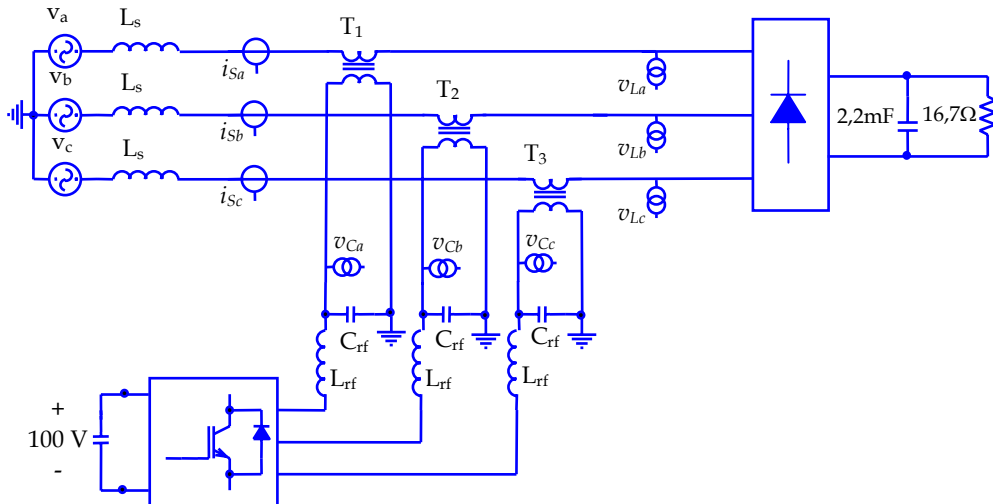 v_a L_s T_1
i_Sa v_La
v_b L_s T_2
i_Sb v_Lb
2,2mF 16,7Ω
v_c L_s T_3
i_Sc v_Lc
v_Ca v_Cb v_Cc
C_rf C_rf C_rf
L_rf L_rf L_rf
+
100 V
-